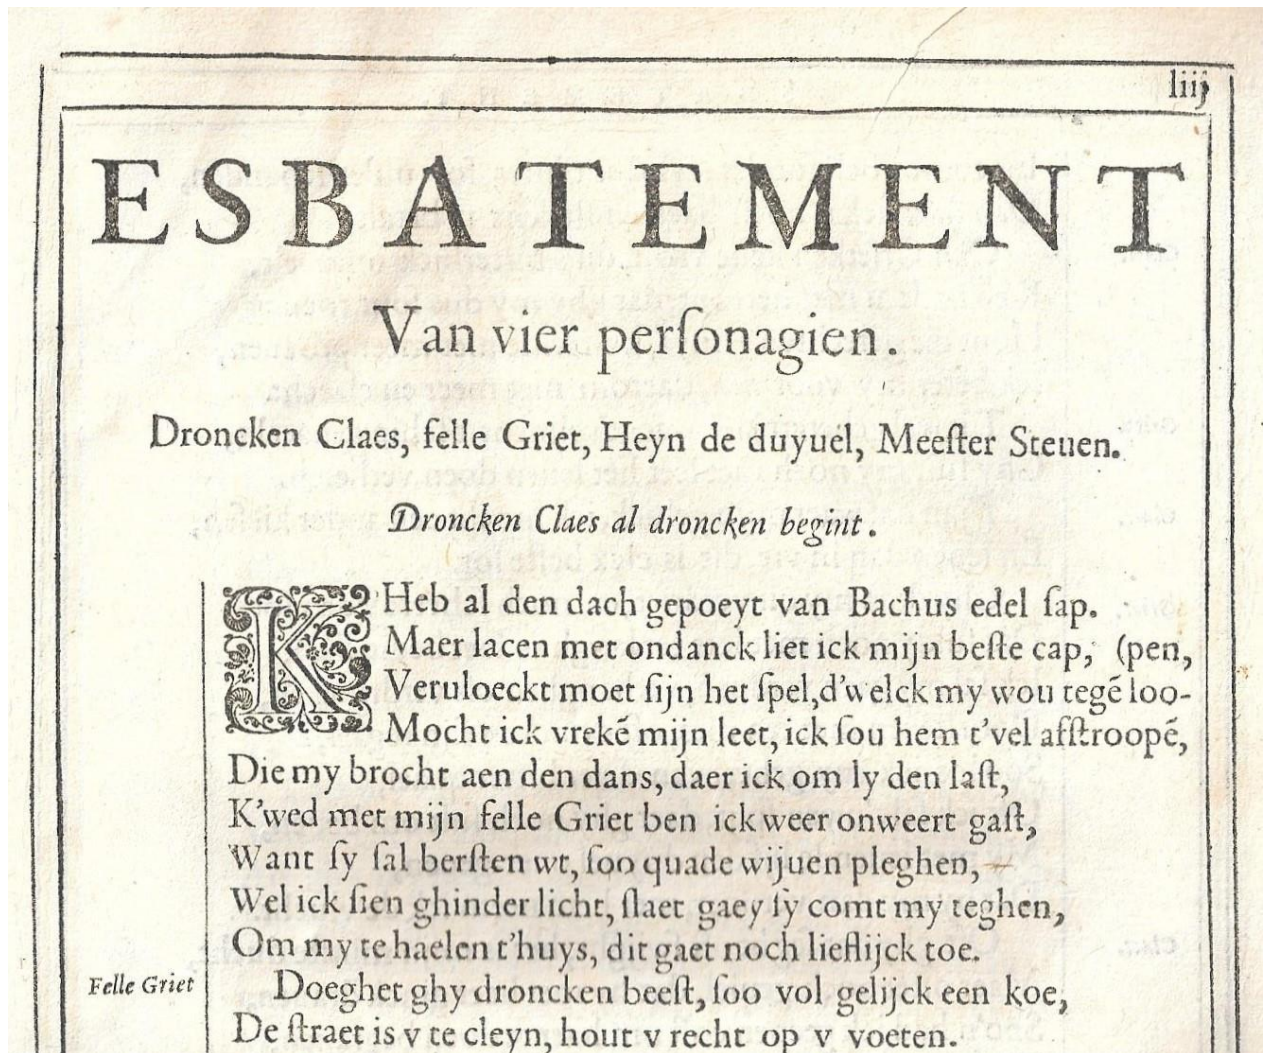 liij
ESBATEMENT
Van vier perſonagien.
Droncken Claes, felle Griet, Heyn de duyuel, Meeſter Steuen.
Droncken Claes al droncken begint.
KHeb al den dach gepoeyt van Bachus edel ſap.
Maer lacen met ondanck liet ick mijn beſte cap, (pen,
Veruloeckt moet ſijn het ſpel,d'welck my wou tegẽ loo-
Mocht ick vrekẽ mijn leet, ick ſou hem t'vel afſtroopẽ,
Die my brocht aen den dans, daer ick om ly den laſt,
K'wed met mijn felle Griet ben ick weer onweert gaſt,
Want ſy ſal berſten wt, ſoo quade wijuen pleghen,
Wel ick ſien ghinder licht, ſlaet gaey ſy comt my teghen,
Om my te haelen t'huys, dit gaet noch lieflijck toe.
Felle Griet Doeghet ghy droncken beeſt, ſoo vol gelijck een koe,
De ſtraet is v te cleyn, hout v recht op v voeten.